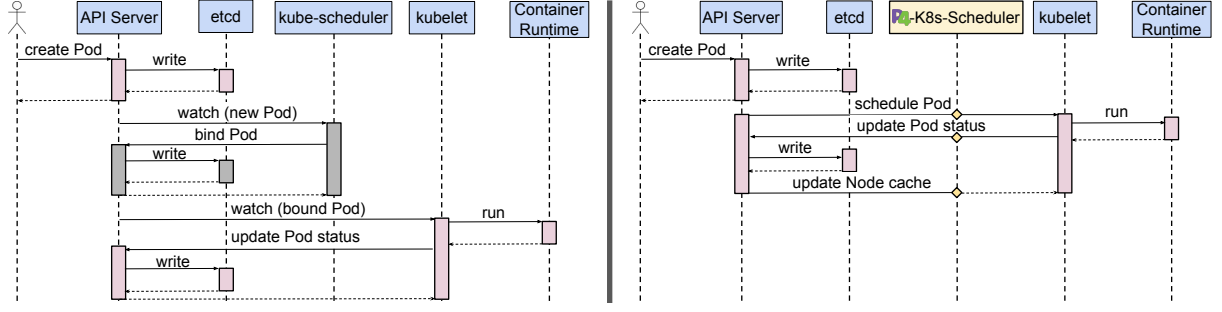 API Server
etcd
kube-scheduler
kubelet
Container
Runtime
create Pod
write
watch (new Pod)
bind Pod
write
watch (bound Pod)
run
update Pod status
write
API Server
etcd
P4-K8s-Scheduler
kubelet
Container
Runtime
create Pod
write
schedule Pod
run
update Pod status
write
update Node cache